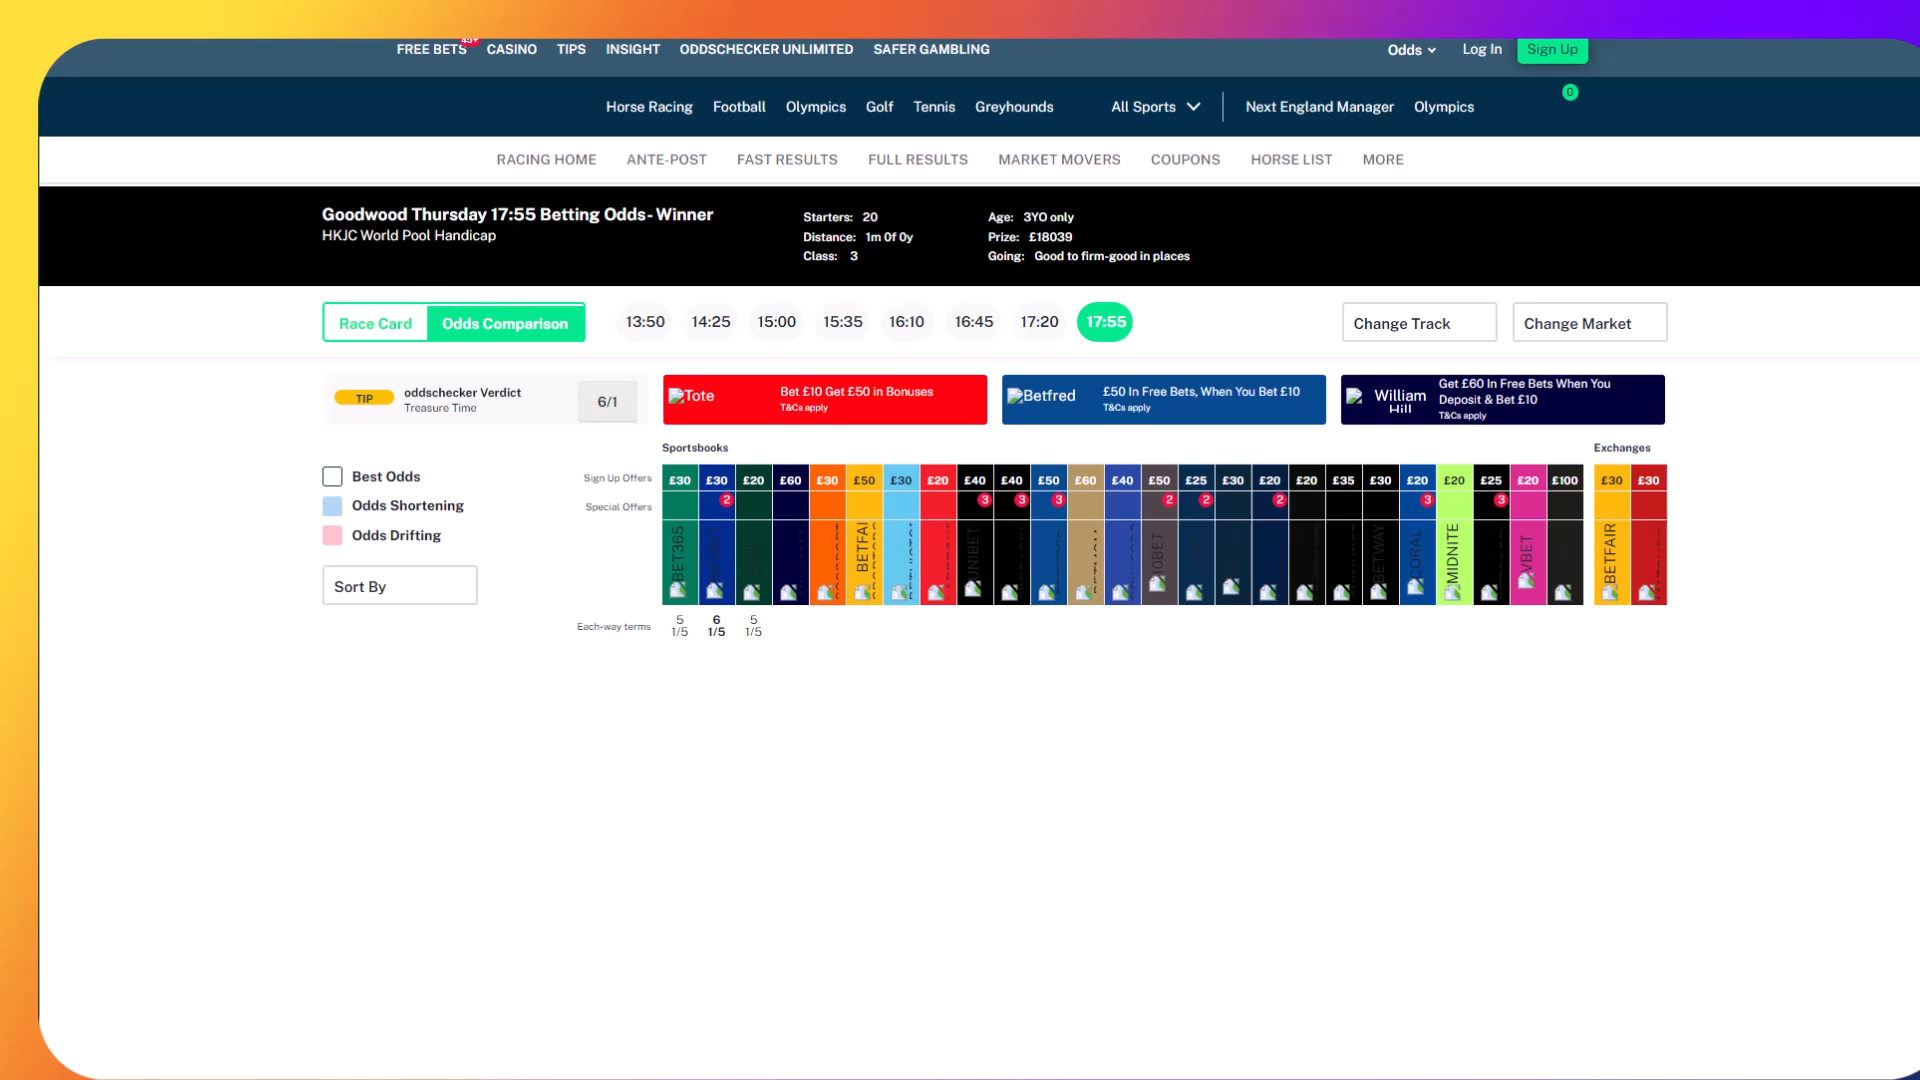 FREE BETS 45+ CASINO TIPS INSIGHT ODDSCHECKER UNLIMITED SAFER GAMBLING Odds Log In Sign Up
0
Horse Racing Football Olympics Golf Tennis Greyhounds All Sports Next England Manager Olympics
RACING HOME ANTE-POST FAST RESULTS FULL RESULTS MARKET MOVERS COUPONS HORSE LIST MORE
Goodwood Thursday 17:55 Betting Odds- Winner
HKJC World Pool Handicap
Starters: 20
Distance: 1m 0f 0y
Class: 3
Age: 3YO only
Prize: £18039
Going: Good to firm-good in places
Race Card Odds Comparison 13:50 14:25 15:00 15:35 16:10 16:45 17:20 17:55 Change Track Change Market
TIP
oddschecker Verdict
Treasure Time
6/1
Tote
Bet £10 Get £50 in Bonuses
T&Cs apply
Betfred
£50 In Free Bets, When You Bet £10
T&Cs apply
William Hill
Get £60 In Free Bets When You
Deposit & Bet £10
T&Cs apply
Sportsbooks Exchanges
Best Odds
Odds Shortening
Odds Drifting
Sort By
Sign Up Offers £30 £30 £20 £60 £30 £50 £30 £20 £40 £40 £50 £60 £40 £50 £25 £30 £20 £20 £35 £30 £20 £20 £25 £20 £100 £30 £30
Special Offers 2 3 3 3 2 2 2 3 3
BET365 BETFAI UNIBET 10BET BETWAY CORAL MIDNITE VBET BETFAIR
Each-way terms
5 6 5
1/5 1/5 1/5